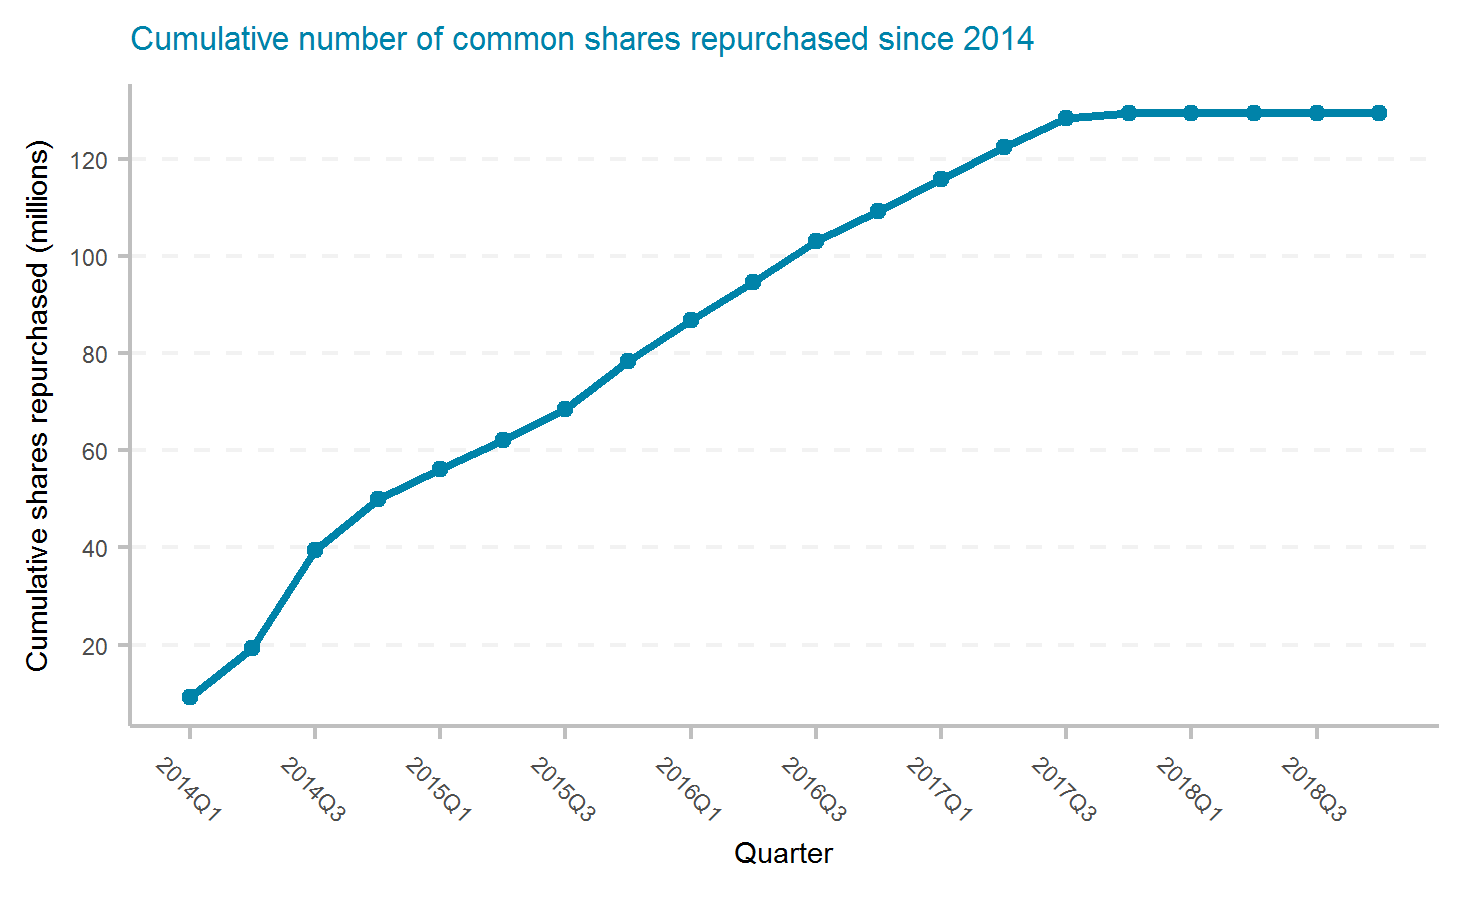 Cumulative number of common shares repurchased since 2014
Cumulative shares repurchased (millions)
120
100
80
60
40
20
2014Q1
2014Q3
2015Q1
2015Q3
2016Q1
2016Q3
2017Q1
2017Q3
2018Q1
2018Q3
Quarter